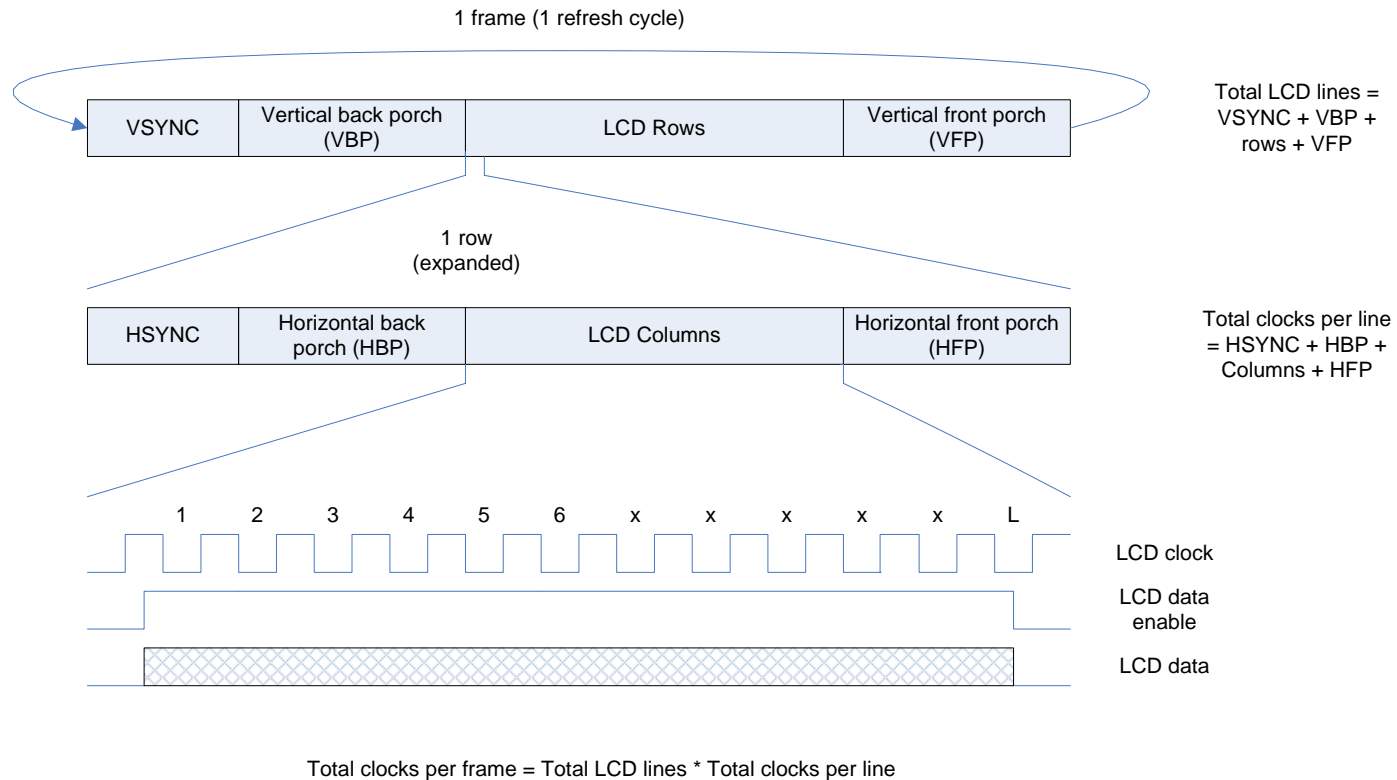 1 frame (1 refresh cycle)
VSYNC
Vertical back porch
(VBP)
LCD Rows
Vertical front porch
(VFP)
Total LCD lines =
VSYNC + VBP +
rows + VFP
1 row
(expanded)
HSYNC
Horizontal back
porch (HBP)
LCD Columns
Horizontal front porch
(HFP)
Total clocks per line
= HSYNC + HBP +
Columns + HFP
1 2 3 4 5 6 x x x x x L
LCD clock
LCD data
enable
LCD data
Total clocks per frame = Total LCD lines * Total clocks per line